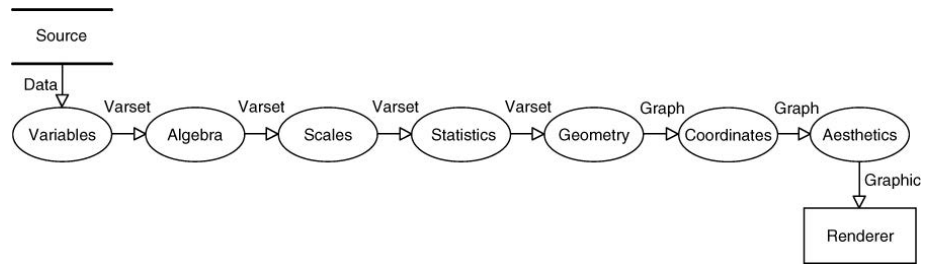 Source
Data
Varset Varset Varset Varset Graph Graph
Variables Algebra Scales Statistics Geometry Coordinates Aesthetics
Graphic
Renderer